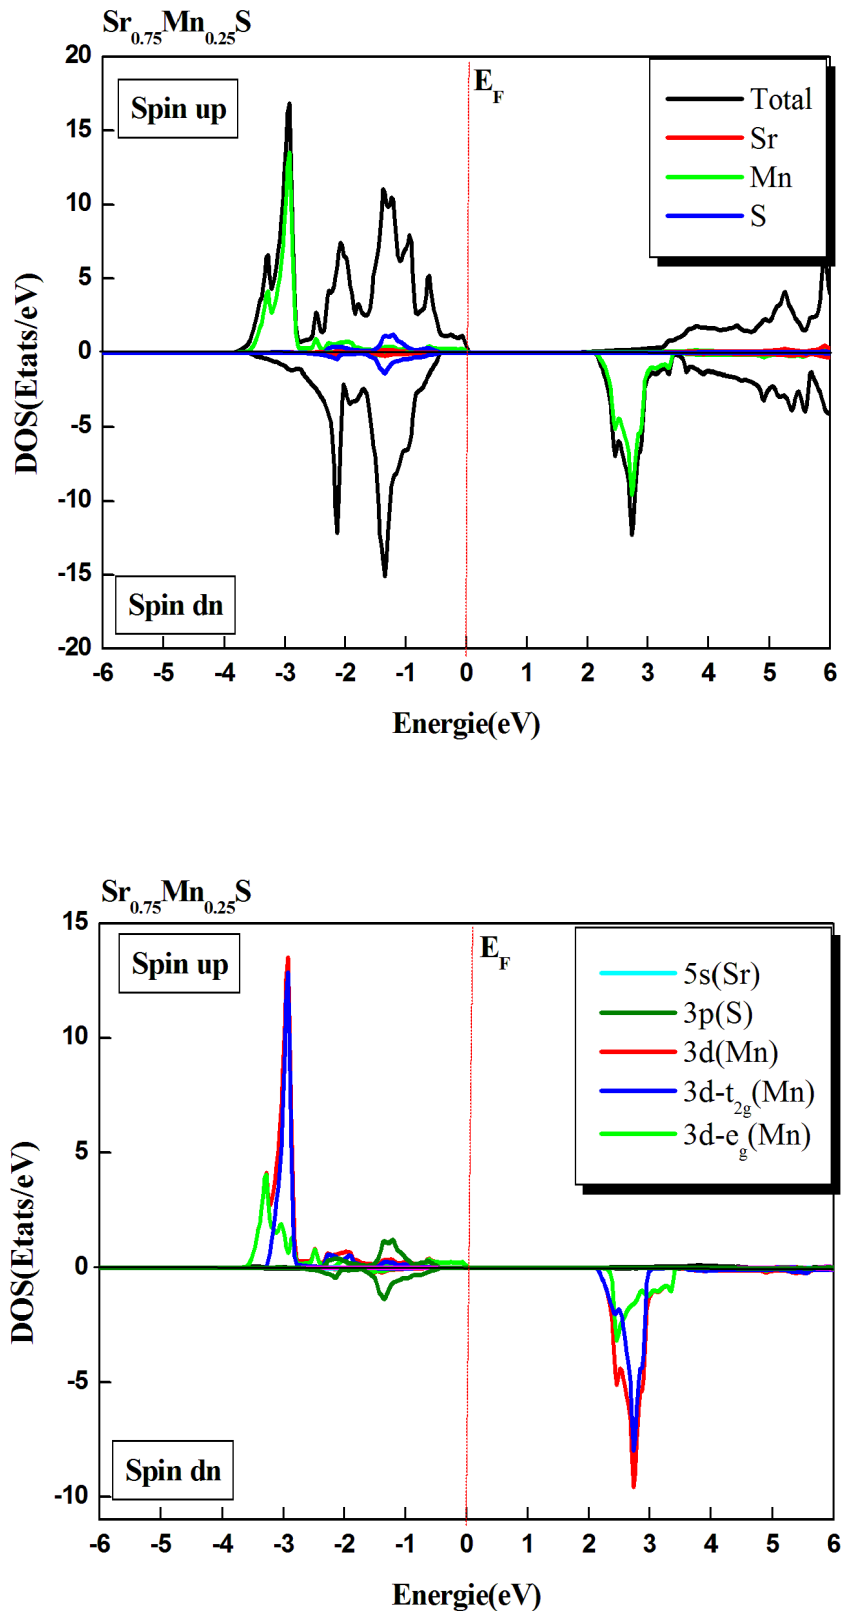 Sr0.75Mn0.25S
20
15
10
5
0
-5
-10
-15
-20
DOS(Etats/eV)
Spin up
EF
Total
Sr
Mn
S
Spin dn
-6 -5 -4 -3 -2 -1 0 1 2 3 4 5 6
Energie(eV)
Sr0.75Mn0.25S
15
10
5
0
-5
-10
DOS(Etats/eV)
Spin up
EF
5s(Sr)
3p(S)
3d(Mn)
3d-t2g(Mn)
3d-eg(Mn)
Spin dn
-6 -5 -4 -3 -2 -1 0 1 2 3 4 5 6
Energie(eV)